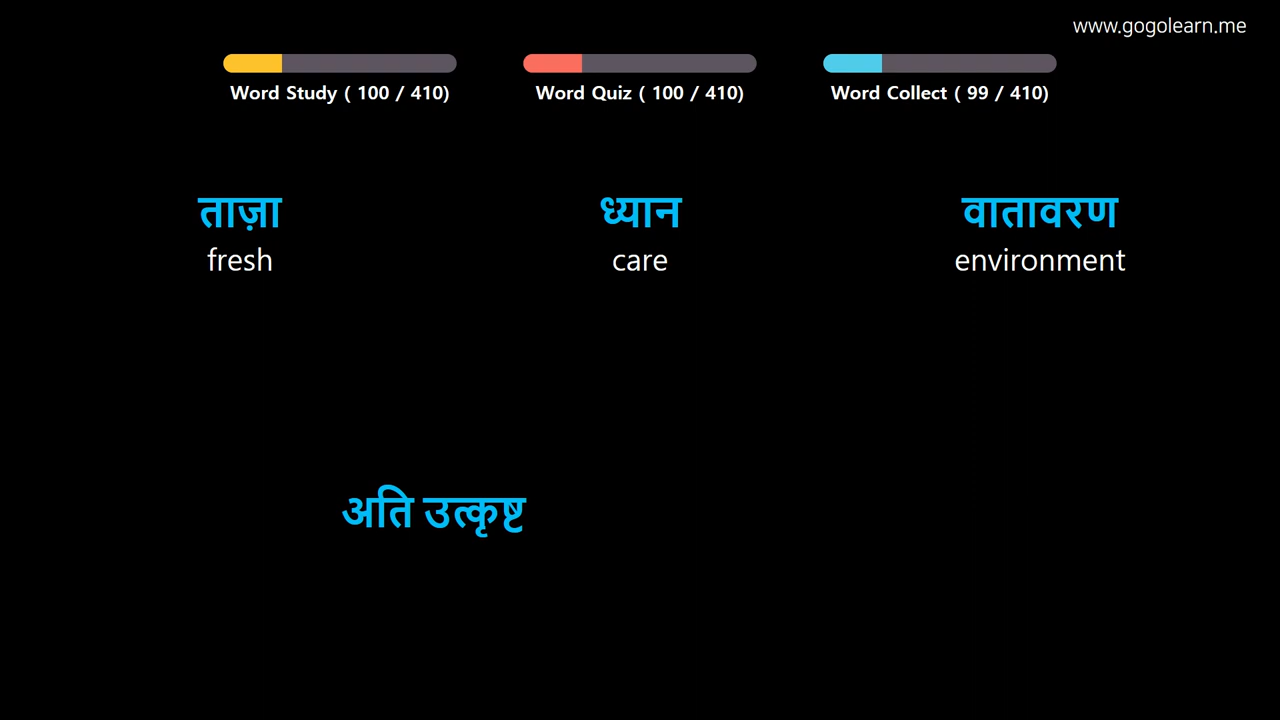 www.gogolearn.me
Word Study ( 100 / 410)
Word Quiz ( 100 / 410)
Word Collect ( 99 / 410)
ताज़ा
fresh
ध्यान
care
वातावरण
environment
अति उत्कृष्ट